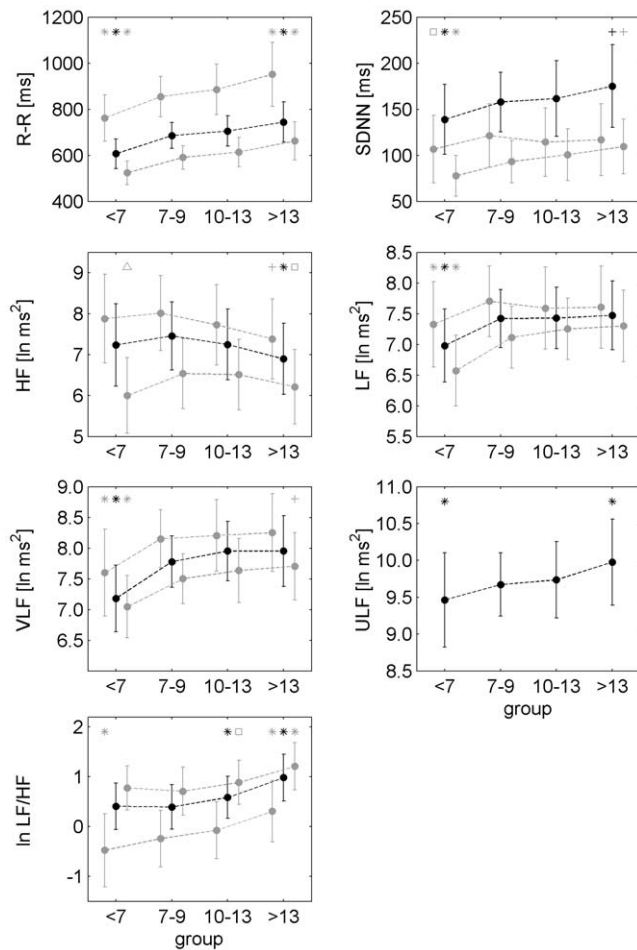 1200
1000
800
600
400
R-R [ms]
<7 7-9 10-13 >13
250
200
150
100
50
SDNN [ms]
<7 7-9 10-13 >13
9
8
7
6
5
HF [ln ms²]
<7 7-9 10-13 >13
8.5
8.0
7.5
7.0
6.5
6.0
5.5
LF [ln ms²]
<7 7-9 10-13 >13
9.0
8.5
8.0
7.5
7.0
6.5
VLF [ln ms²]
<7 7-9 10-13 >13
11.0
10.5
10.0
9.5
9.0
8.5
ULF [ln ms²]
<7 7-9 10-13 >13
group
2
1
0
-1
ln LF/HF
<7 7-9 10-13 >13
group